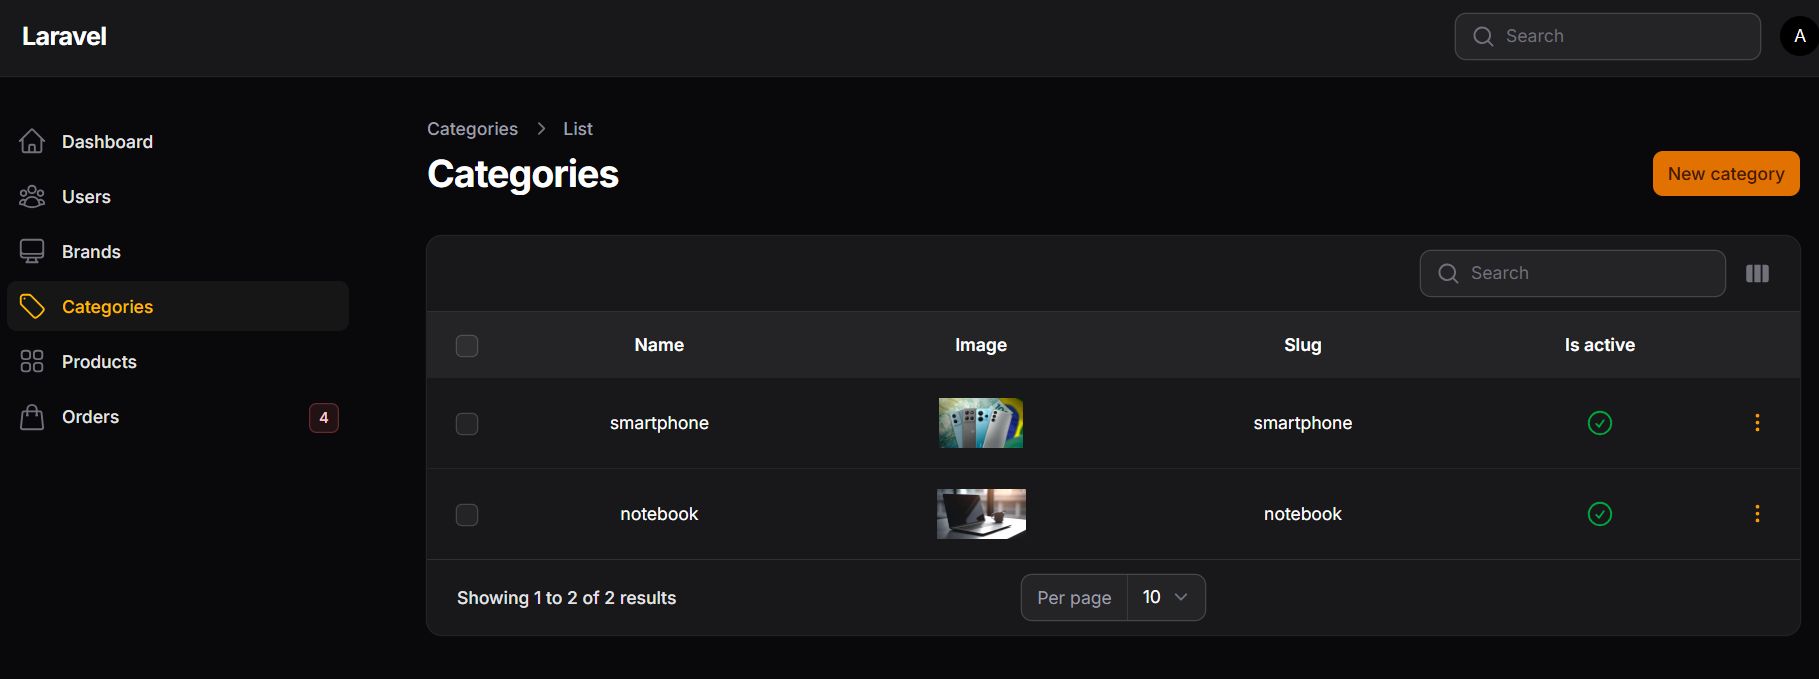 Laravel
Search
A
Dashboard
Users
Brands
Categories
Products
Orders
4
Categories > List
Categories
New category
Search
Name Image Slug Is active
smartphone smartphone
notebook notebook
Showing 1 to 2 of 2 results
Per page 10